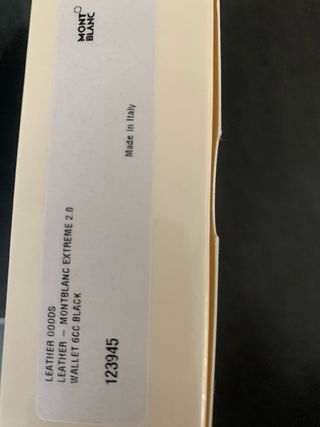 MONT
BLANC
LEATHER GOODS
LEATHER – MONTBLANC EXTREME 2.0
WALLET 6CC BLACK
Made in Italy
123945